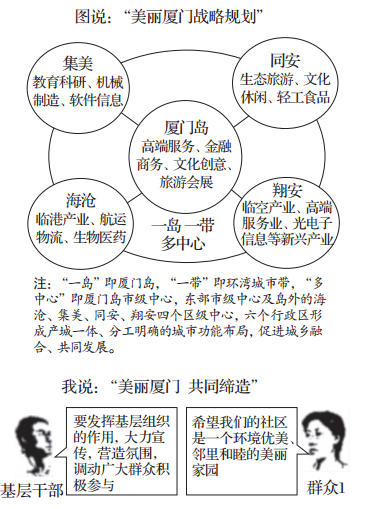 图说：“美丽厦门战略规划”
集美
教育科研、机械
制造、软件信息
同安
生态旅游、文化
休闲、轻工食品
厦门岛
高端服务、金融
商务、文化创意、
旅游会展
海沧
临港产业、航运
物流、生物医药
翔安
临空产业、高端
服务业、光电子
信息等新兴产业
一岛一带
多中心
注：“一岛”即厦门岛，“一带”即环湾城市带，“多
中心”即厦门岛市级中心，东部市级中心及岛外的海
沧、集美、同安、翔安四个区级中心，六个行政区形
成产城一体、分工明确的城市功能布局，促进城乡融
合、共同发展。
我说：“美丽厦门 共同缔造”
要发挥基层组织
的作用，大力宣
传，营造氛围，
调动广大群众积
极参与
基层干部
希望我们的社区
是一个环境优美、
邻里和睦的美丽
家园
群众1